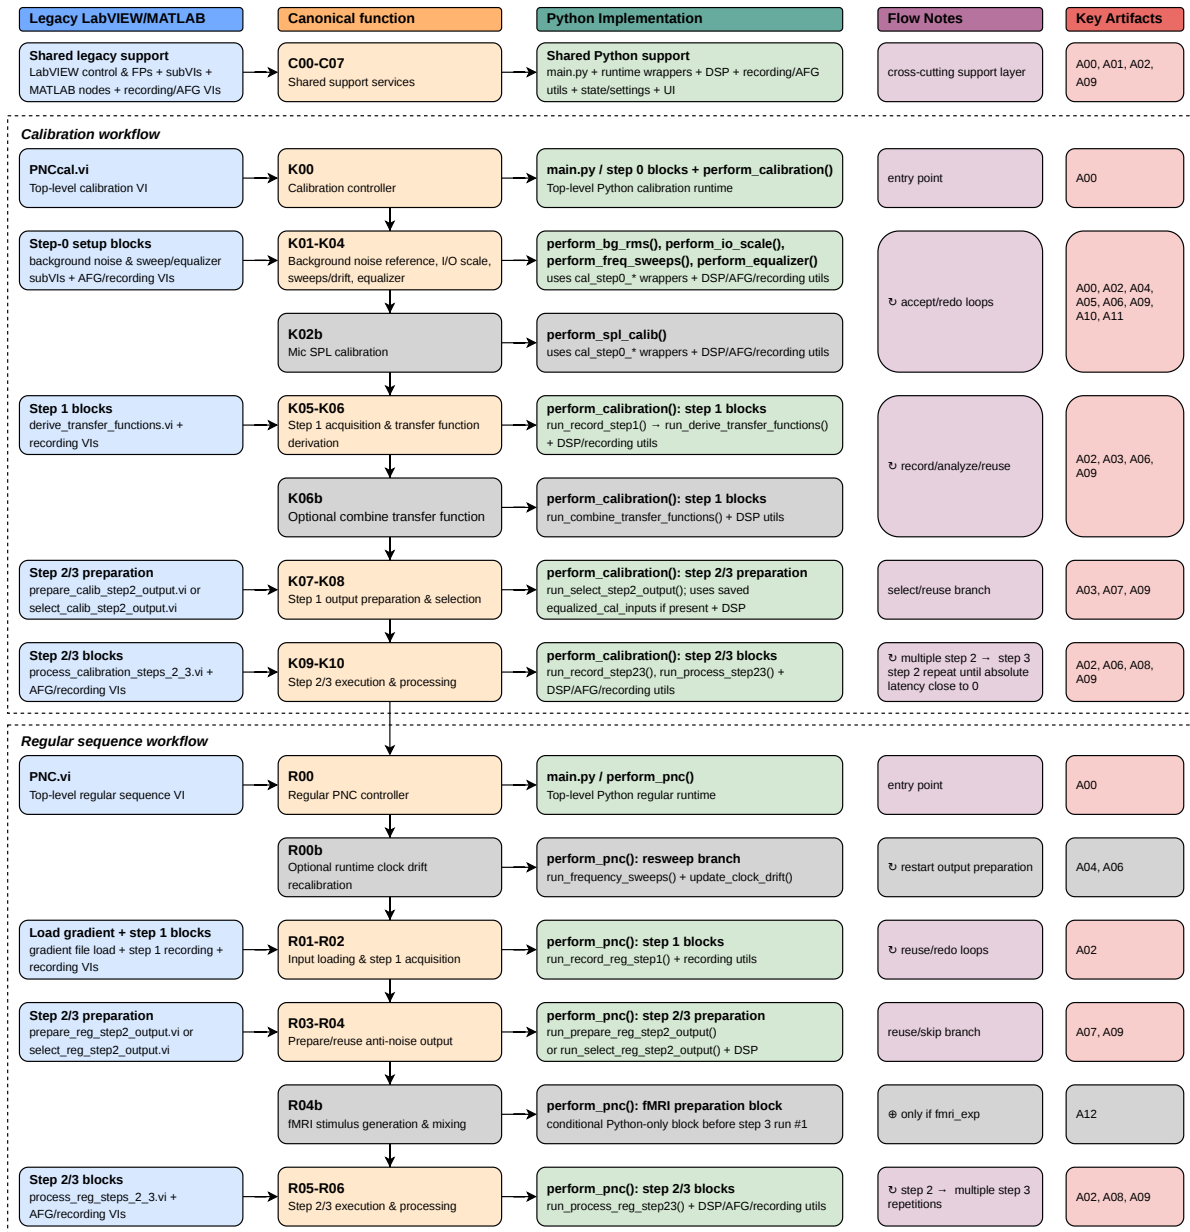 Legacy LabVIEW/MATLAB
Canonical function
Python Implementation
Flow Notes
Key Artifacts
Shared legacy support
LabVIEW control & FPs + subVIs +
MATLAB nodes + recording/AFG VIs
C00-C07
Shared support services
Shared Python support
main.py + runtime wrappers + DSP + recording/AFG
utils + state/settings + UI
cross-cutting support layer
A00, A01, A02,
A09
Calibration workflow
PNCcal.vi
Top-level calibration VI
K00
Calibration controller
main.py / step 0 blocks + perform_calibration()
Top-level Python calibration runtime
entry point
A00
Step-0 setup blocks
background noise & sweep/equalizer
subVIs + AFG/recording VIs
K01-K04
Background noise reference, I/O scale,
sweeps/drift, equalizer
perform_bg_rms(), perform_io_scale(),
perform_freq_sweeps(), perform_equalizer()
uses cal_step0_* wrappers + DSP/AFG/recording utils
↻ accept/redo loops
A00, A02, A04,
A05, A06, A09,
A10, A11
K02b
Mic SPL calibration
perform_spl_calib()
uses cal_step0_* wrappers + DSP/AFG/recording utils
Step 1 blocks
derive_transfer_functions.vi +
recording VIs
K05-K06
Step 1 acquisition & transfer function
derivation
perform_calibration(): step 1 blocks
run_record_step1() → run_derive_transfer_functions()
+ DSP/recording utils
↻ record/analyze/reuse
A02, A03, A06,
A09
K06b
Optional combine transfer function
perform_calibration(): step 1 blocks
run_combine_transfer_functions() + DSP utils
Step 2/3 preparation
prepare_calib_step2_output.vi or
select_calib_step2_output.vi
K07-K08
Step 1 output preparation & selection
perform_calibration(): step 2/3 preparation
run_select_step2_output(); uses saved
equalized_cal_inputs if present + DSP
select/reuse branch
A03, A07, A09
Step 2/3 blocks
process_calibration_steps_2_3.vi +
AFG/recording VIs
K09-K10
Step 2/3 execution & processing
perform_calibration(): step 2/3 blocks
run_record_step23(), run_process_step23() +
DSP/AFG/recording utils
↻ multiple step 2 → step 3
step 2 repeat until absolute
latency close to 0
A02, A06, A08,
A09
Regular sequence workflow
PNC.vi
Top-level regular sequence VI
R00
Regular PNC controller
main.py / perform_pnc()
Top-level Python regular runtime
entry point
A00
R00b
Optional runtime clock drift
recalibration
perform_pnc(): resweep branch
run_frequency_sweeps() + update_clock_drift()
↻ restart output preparation
A04, A06
Load gradient + step 1 blocks
gradient file load + step 1 recording +
recording VIs
R01-R02
Input loading & step 1 acquisition
perform_pnc(): step 1 blocks
run_record_reg_step1() + recording utils
↻ reuse/redo loops
A02
Step 2/3 preparation
prepare_reg_step2_output.vi or
select_reg_step2_output.vi
R03-R04
Prepare/reuse anti-noise output
perform_pnc(): step 2/3 preparation
run_prepare_reg_step2_output()
or run_select_reg_step2_output() + DSP
reuse/skip branch
A07, A09
R04b
fMRI stimulus generation & mixing
perform_pnc(): fMRI preparation block
conditional Python-only block before step 3 run #1
⊕ only if fmri_exp
A12
Step 2/3 blocks
process_reg_steps_2_3.vi +
AFG/recording VIs
R05-R06
Step 2/3 execution & processing
perform_pnc(): step 2/3 blocks
run_process_reg_step23() + DSP/AFG/recording utils
↻ step 2 → multiple step 3
repetitions
A02, A08, A09